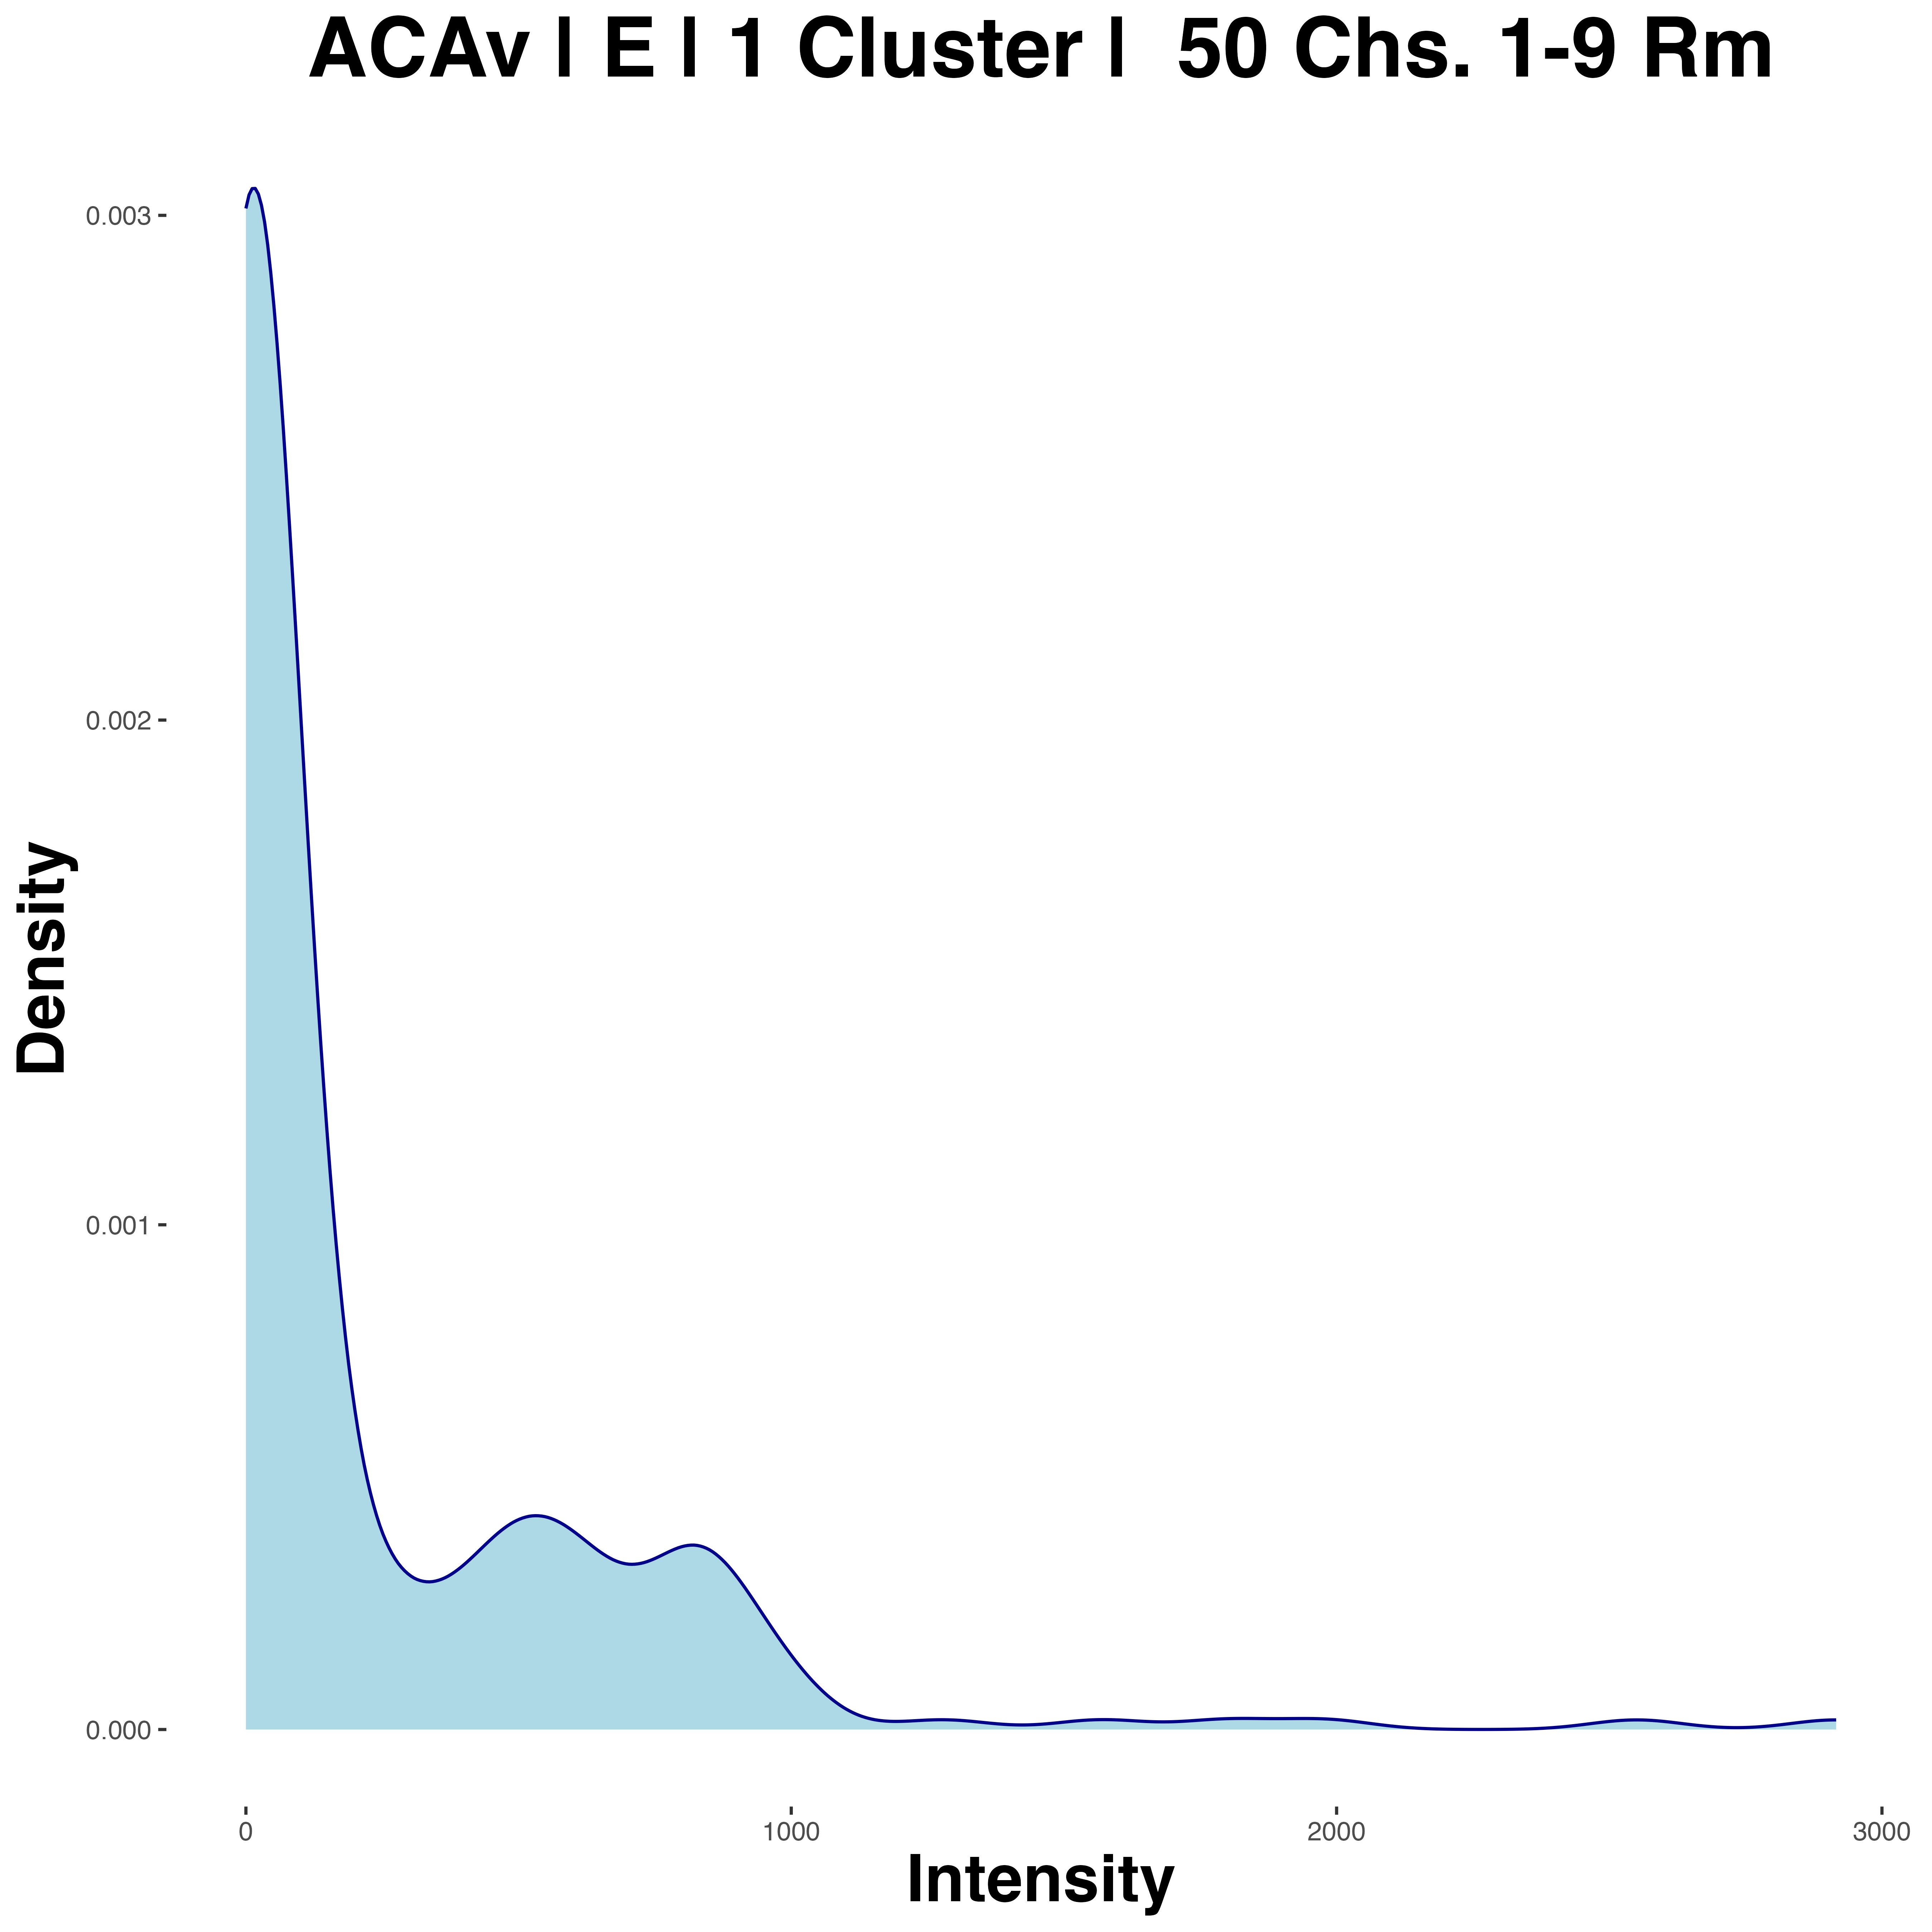 ACAv | E | 1 Cluster |  50 Chs. 1-9 Rm
Density
0.003
0.002
0.001
0.000
0 1000 2000 3000
Intensity